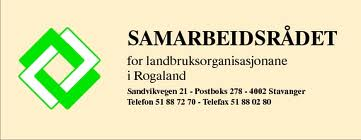 SAMARBEIDSRÅDET
for landbruksorganisasjonane
i Rogaland
Sandvikvegen 21 - Postboks 278 - 4002 Stavanger
Telefon 51 88 72 70 - Telefax 51 88 02 80